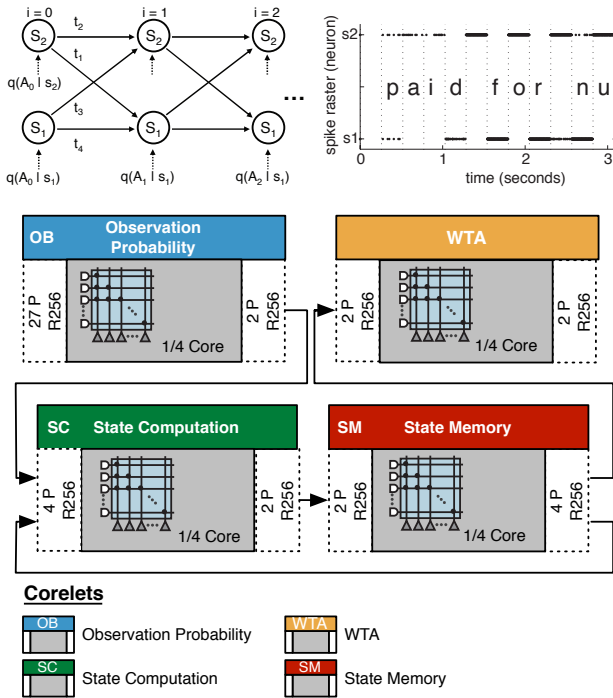 i = 0 i = 1 i = 2
S₂ t₂ S₂ S₂
t₁
q(A₀ | s₂)
t₃
...
S₁ t₄ S₁ S₁
q(A₀ | s₁) q(A₁ | s₁) q(A₂ | s₁)
spike raster (neuron)
s2
p a i d f o r n u
s1
0 1 2 3
time (seconds)
OB Observation Probability
27 P R256
1/4 Core
2 P R256
WTA
2 P R256
1/4 Core
2 P R256
SC State Computation
4 P R256
1/4 Core
2 P R256
SM State Memory
2 P R256
1/4 Core
4 P R256
Corelets
OB Observation Probability
WTA WTA
SC State Computation
SM State Memory